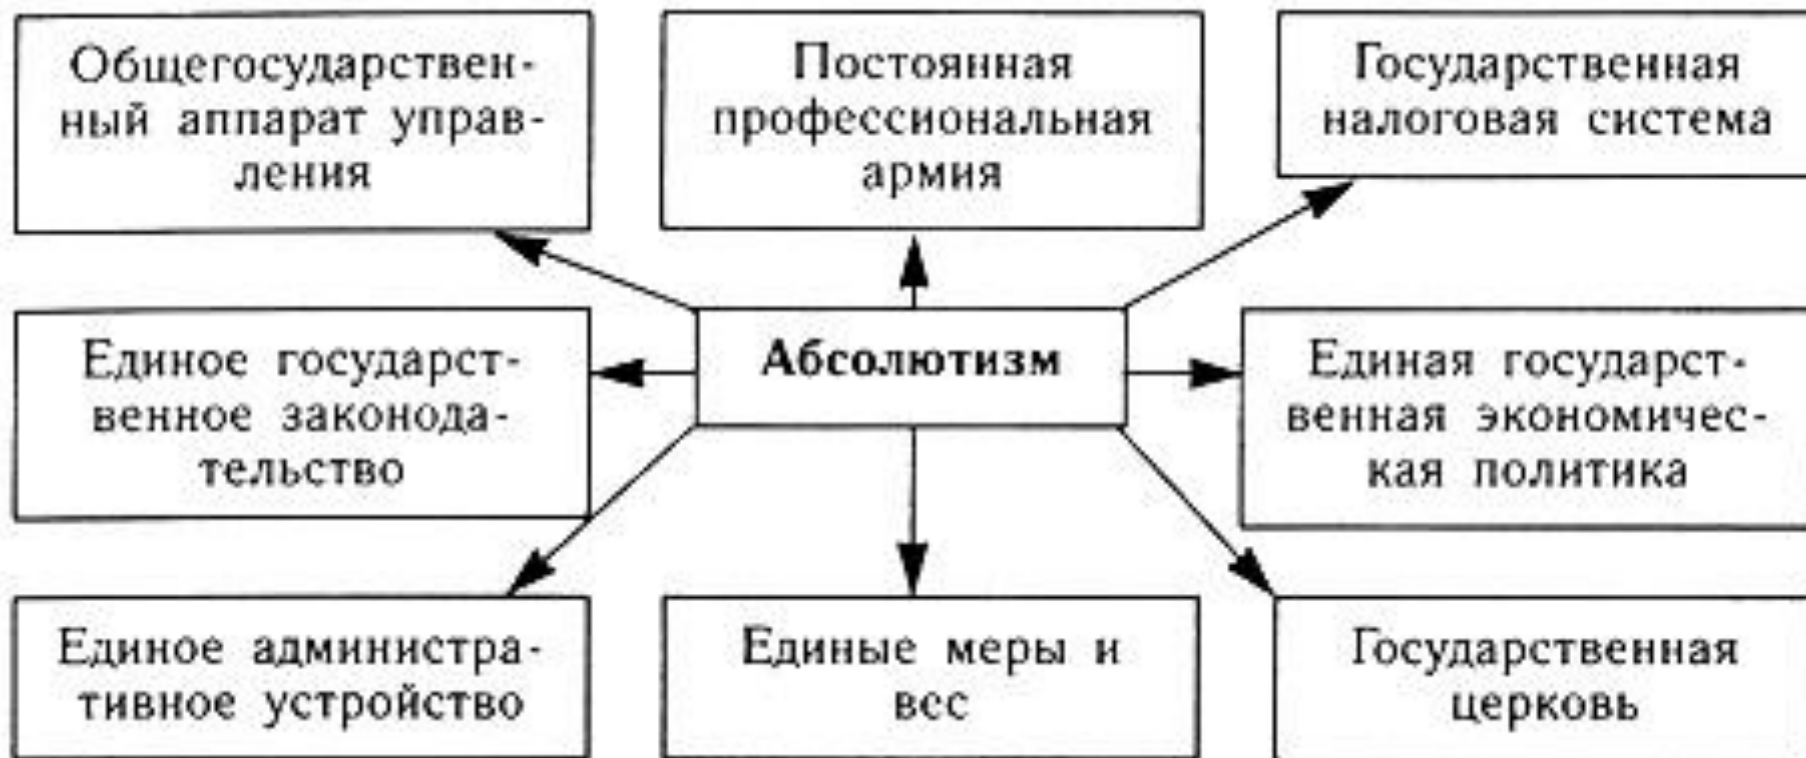 Общегосударствен-
ный аппарат управ-
ления
Постоянная
профессиональная
армия
Государственная
налоговая система
Единое государст-
венное законода-
тельство
Абсолютизм
Единая государст-
венная экономичес-
кая политика
Единое администра-
тивное устройство
Единые меры и
вес
Государственная
церковь